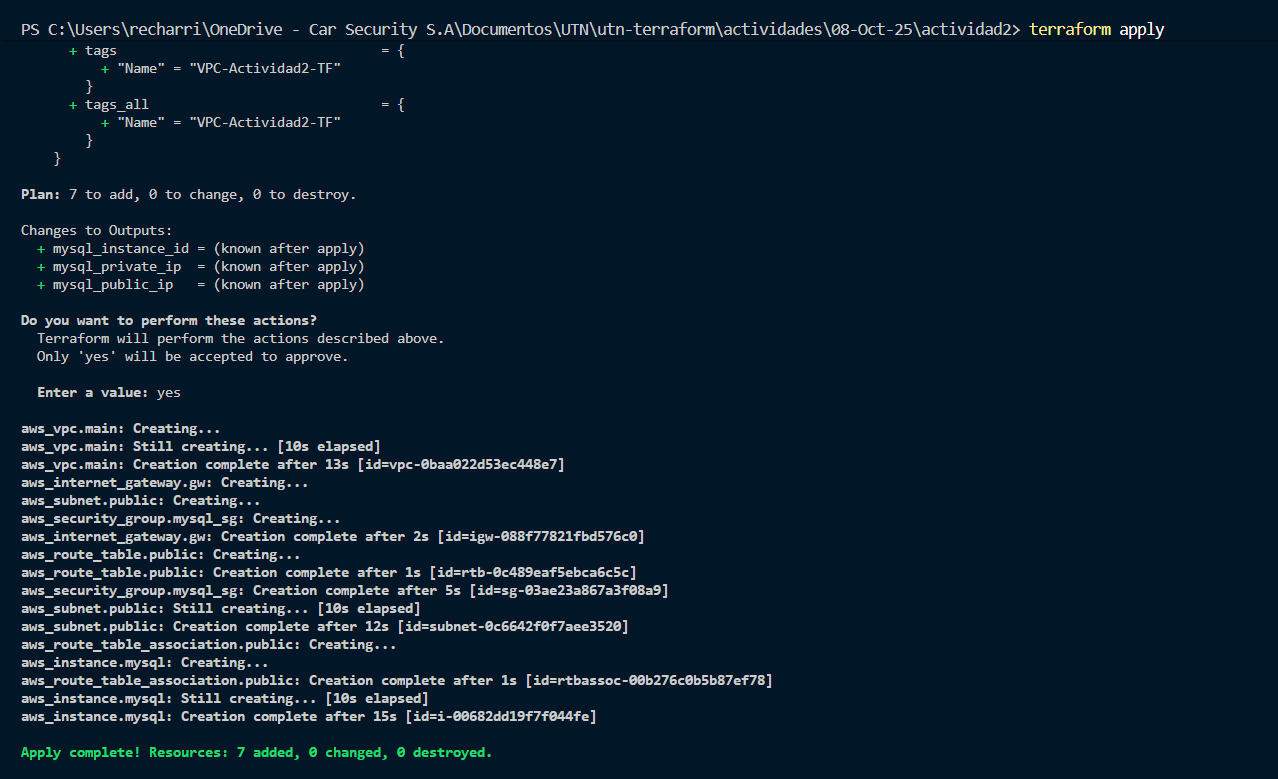 PS C:\Users\recharri\OneDrive - Car Security S.A\Documentos\UTN\utn-terraform\actividades\08-Oct-25\actividad2> terraform apply
      + tags                                 = {
          + "Name" = "VPC-Actividad2-TF"
        }
      + tags_all                             = {
          + "Name" = "VPC-Actividad2-TF"
        }
    }

Plan: 7 to add, 0 to change, 0 to destroy.

Changes to Outputs:
  + mysql_instance_id = (known after apply)
  + mysql_private_ip  = (known after apply)
  + mysql_public_ip   = (known after apply)

Do you want to perform these actions?
  Terraform will perform the actions described above.
  Only 'yes' will be accepted to approve.

  Enter a value: yes

aws_vpc.main: Creating...
aws_vpc.main: Still creating... [10s elapsed]
aws_vpc.main: Creation complete after 13s [id=vpc-0baa022d53ec448e7]
aws_internet_gateway.gw: Creating...
aws_subnet.public: Creating...
aws_security_group.mysql_sg: Creating...
aws_internet_gateway.gw: Creation complete after 2s [id=igw-088f77821fbd576c0]
aws_route_table.public: Creating...
aws_route_table.public: Creation complete after 1s [id=rtb-0c489eaf5ebca6c5c]
aws_security_group.mysql_sg: Creation complete after 5s [id=sg-03ae23a867a3f08a9]
aws_subnet.public: Still creating... [10s elapsed]
aws_subnet.public: Creation complete after 12s [id=subnet-0c6642f0f7aee3520]
aws_route_table_association.public: Creating...
aws_instance.mysql: Creating...
aws_route_table_association.public: Creation complete after 1s [id=rtbassoc-00b276c0b5b87ef78]
aws_instance.mysql: Still creating... [10s elapsed]
aws_instance.mysql: Creation complete after 15s [id=i-00682dd19f7f044fe]

Apply complete! Resources: 7 added, 0 changed, 0 destroyed.